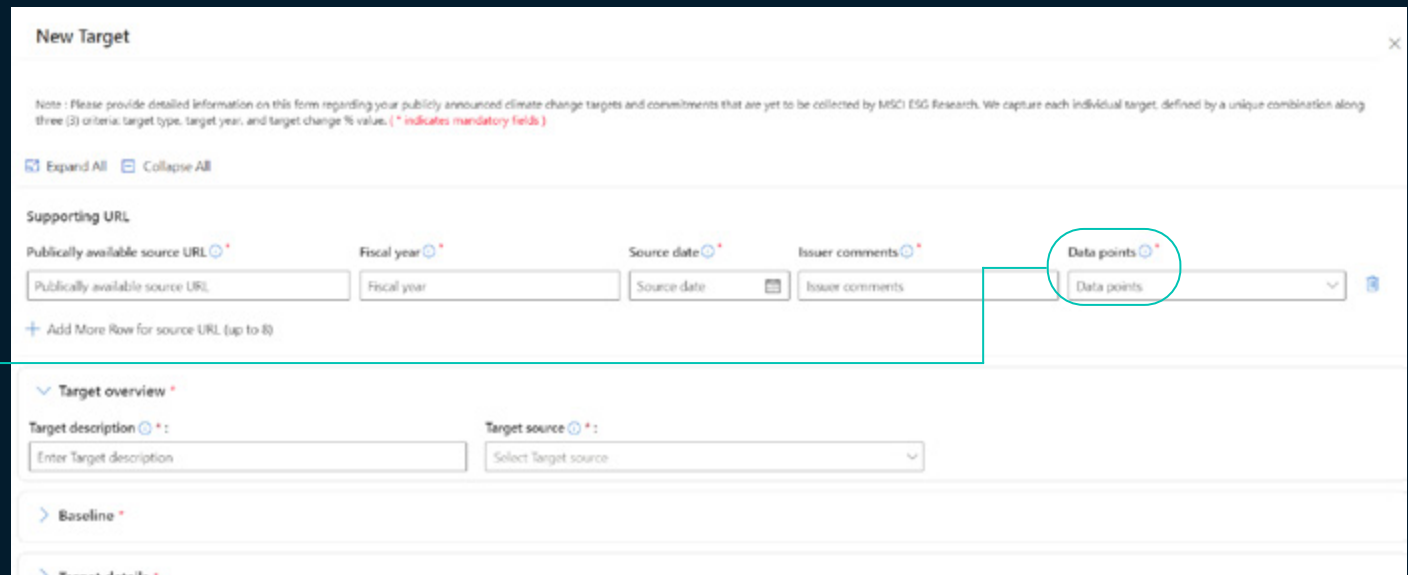 New Target
Note : Please provide detailed information on this form regarding your publicly announced climate change targets and commitments that are yet to be collected by MSCI ESG Research. We capture each individual target, defined by a unique combination along
three (3) criteria: target type, target year, and target change % value. ( * indicates mandatory fields )
Expand All Collapse All
Supporting URL
Publically available source URL * Fiscal year * Source date * Issuer comments * Data points *
Publically available source URL Fiscal year Source date Issuer comments Data points
Add More Row for source URL (up to 8)
Target overview *
Target description * : Target source * :
Enter Target description Select Target source
Baseline *
Target details *